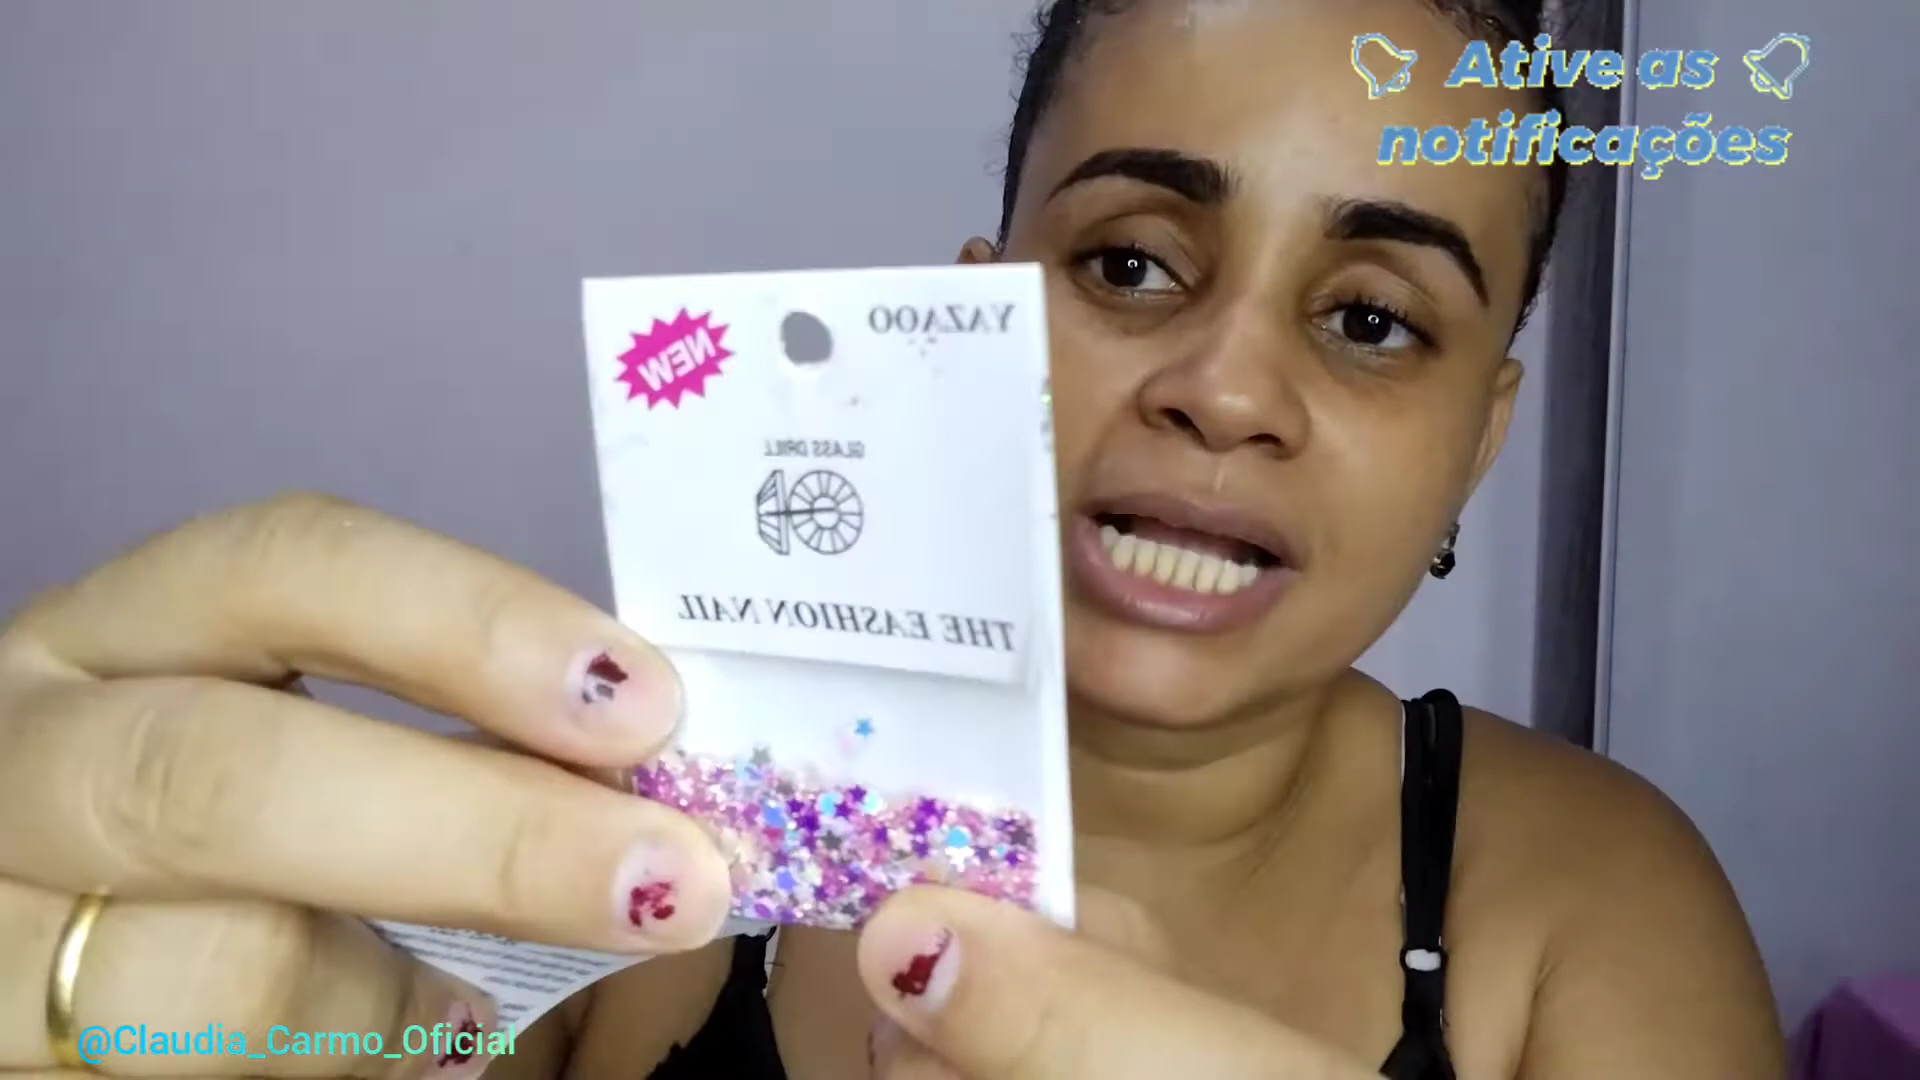 Ative as
notificações
YAZAOO
NEW
GLASS DRILL
THE FASHION NAIL
@Claudia_Carmo_Oficial